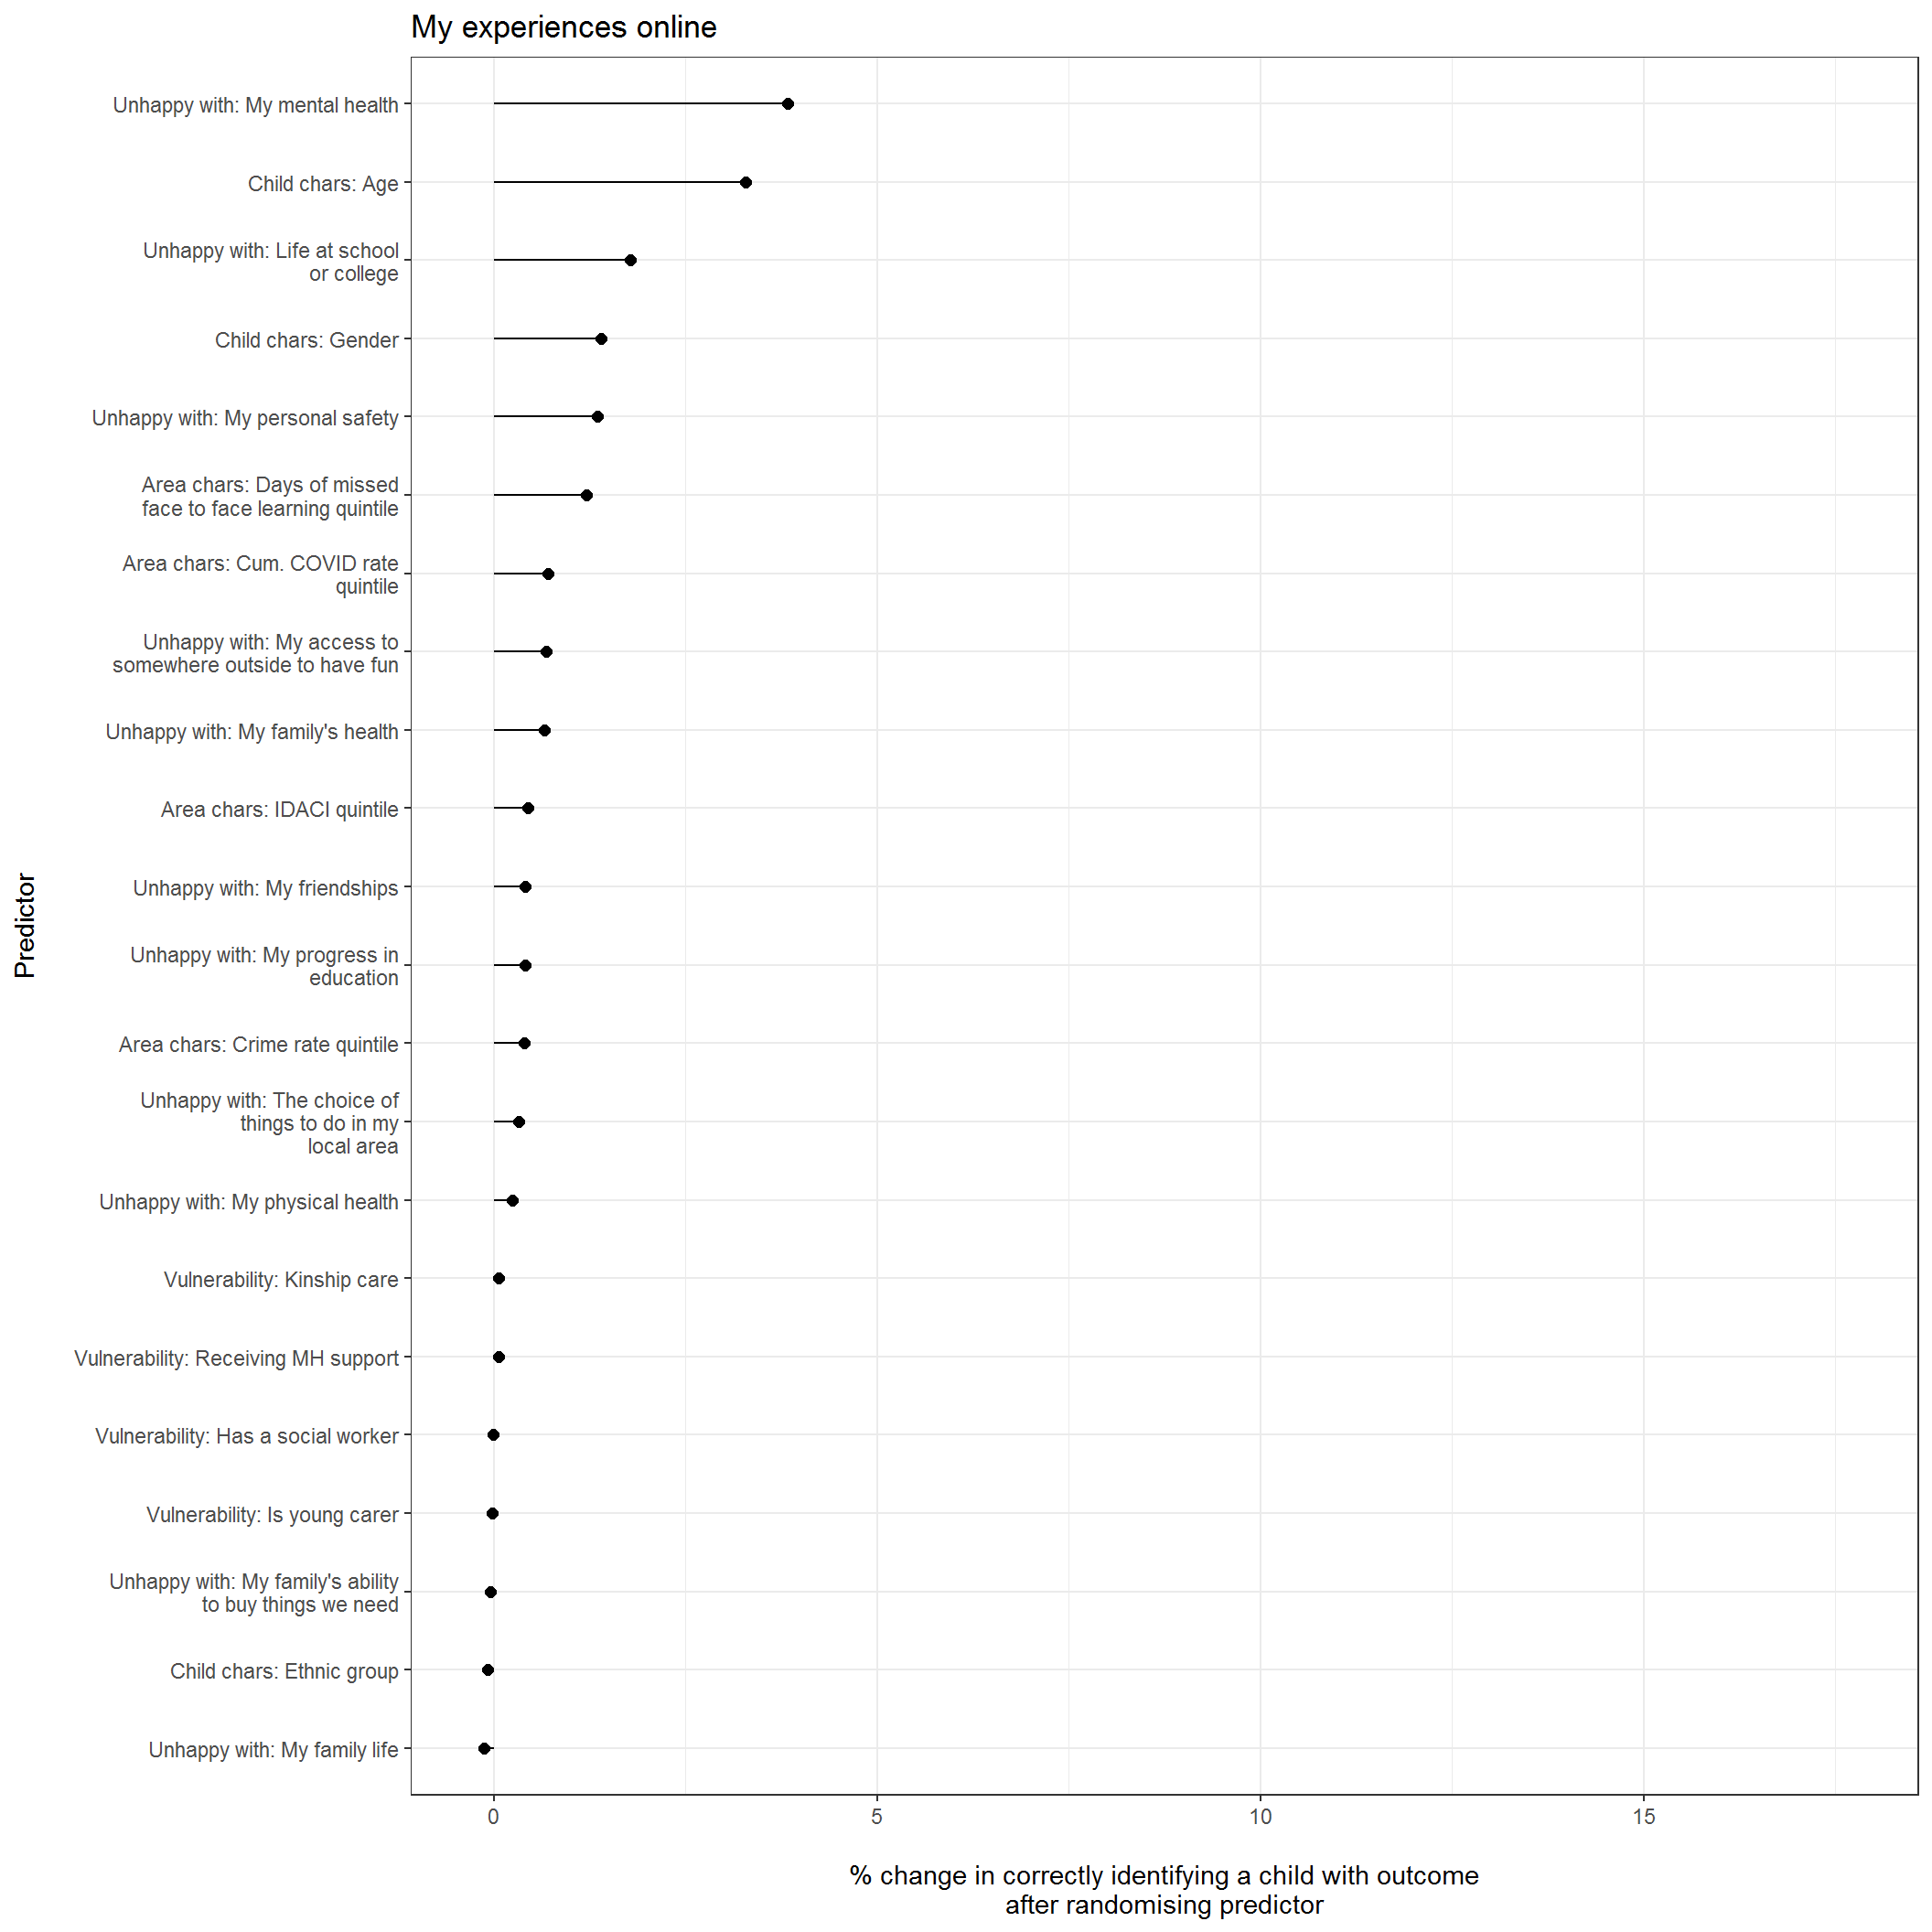 My experiences online
Unhappy with: My mental health
Child chars: Age
Unhappy with: Life at school
or college
Child chars: Gender
Unhappy with: My personal safety
Area chars: Days of missed
face to face learning quintile
Area chars: Cum. COVID rate
quintile
Unhappy with: My access to
somewhere outside to have fun
Unhappy with: My family's health
Area chars: IDACI quintile
Unhappy with: My friendships
Unhappy with: My progress in
education
Area chars: Crime rate quintile
Unhappy with: The choice of
things to do in my
local area
Unhappy with: My physical health
Vulnerability: Kinship care
Vulnerability: Receiving MH support
Vulnerability: Has a social worker
Vulnerability: Is young carer
Unhappy with: My family's ability
to buy things we need
Child chars: Ethnic group
Unhappy with: My family life
Predictor
0 5 10 15
% change in correctly identifying a child with outcome
after randomising predictor